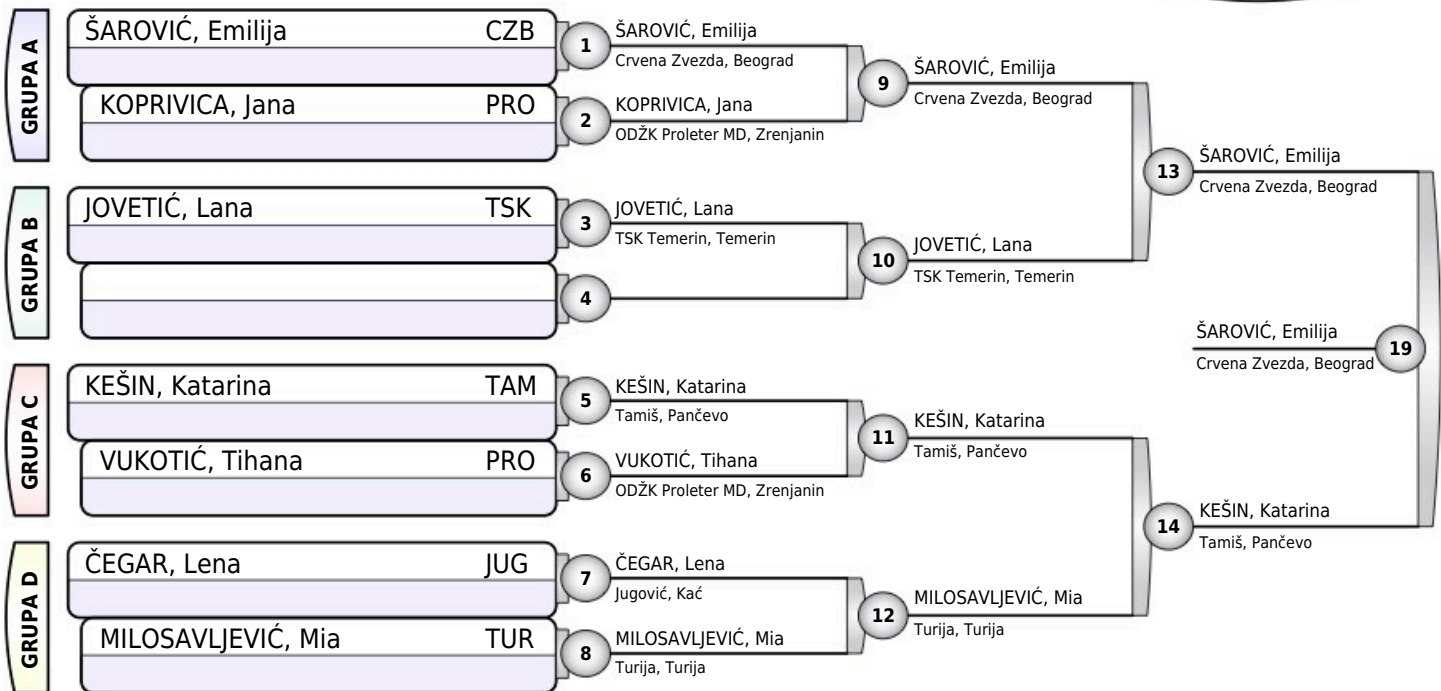 GRUPA A
ŠAROVIĆ, Emilija CZB
KOPRIVICA, Jana PRO
GRUPA B
JOVETIĆ, Lana TSK
GRUPA C
KEŠIN, Katarina TAM
VUKOTIĆ, Tihana PRO
GRUPA D
ČEGAR, Lena JUG
MILOSAVLJEVIĆ, Mia TUR
1
ŠAROVIĆ, Emilija
Crvena Zvezda, Beograd
2
KOPRIVICA, Jana
ODŽK Proleter MD, Zrenjanin
3
JOVETIĆ, Lana
TSK Temerin, Temerin
4
5
KEŠIN, Katarina
Tamiš, Pančevo
6
VUKOTIĆ, Tihana
ODŽK Proleter MD, Zrenjanin
7
ČEGAR, Lena
Jugović, Kać
8
MILOSAVLJEVIĆ, Mia
Turija, Turija
9
ŠAROVIĆ, Emilija
Crvena Zvezda, Beograd
10
JOVETIĆ, Lana
TSK Temerin, Temerin
11
KEŠIN, Katarina
Tamiš, Pančevo
12
MILOSAVLJEVIĆ, Mia
Turija, Turija
13
ŠAROVIĆ, Emilija
Crvena Zvezda, Beograd
14
KEŠIN, Katarina
Tamiš, Pančevo
ŠAROVIĆ, Emilija
Crvena Zvezda, Beograd
19